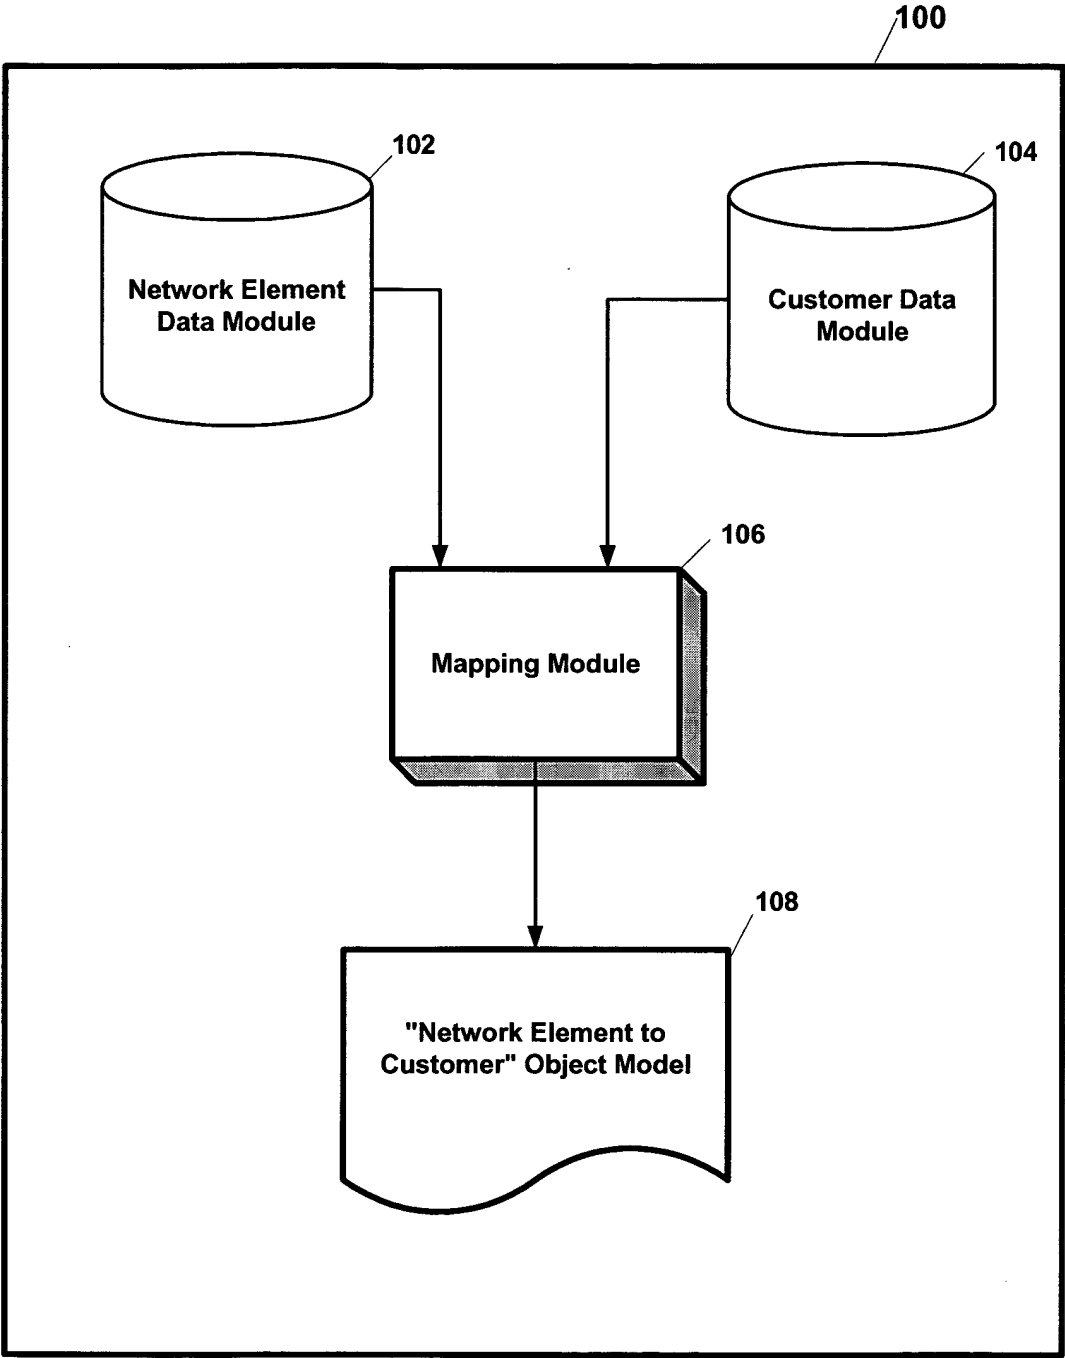 100
102
104
Network Element
Data Module
Customer Data
Module
106
Mapping Module
108
"Network Element to
Customer" Object Model